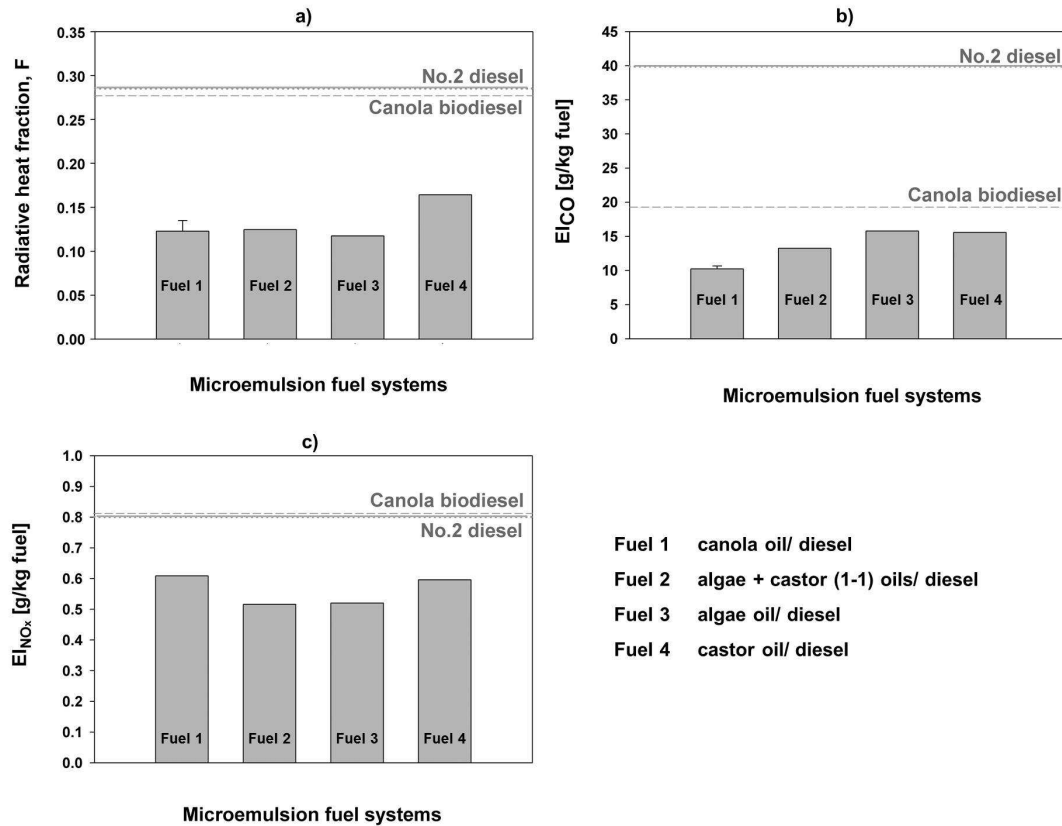 a)
Radiative heat fraction, F
0.35
0.30
0.25
0.20
0.15
0.10
0.05
0.00
No.2 diesel
Canola biodiesel
Fuel 1 Fuel 2 Fuel 3 Fuel 4
Microemulsion fuel systems
b)
EICO [g/kg fuel]
45
40
35
30
25
20
15
10
5
0
No.2 diesel
Canola biodiesel
Fuel 1 Fuel 2 Fuel 3 Fuel 4
Microemulsion fuel systems
c)
EINOx [g/kg fuel]
1.0
0.9
0.8
0.7
0.6
0.5
0.4
0.3
0.2
0.1
0.0
Canola biodiesel
No.2 diesel
Fuel 1 Fuel 2 Fuel 3 Fuel 4
Microemulsion fuel systems
Fuel 1 canola oil/ diesel
Fuel 2 algae + castor (1-1) oils/ diesel
Fuel 3 algae oil/ diesel
Fuel 4 castor oil/ diesel